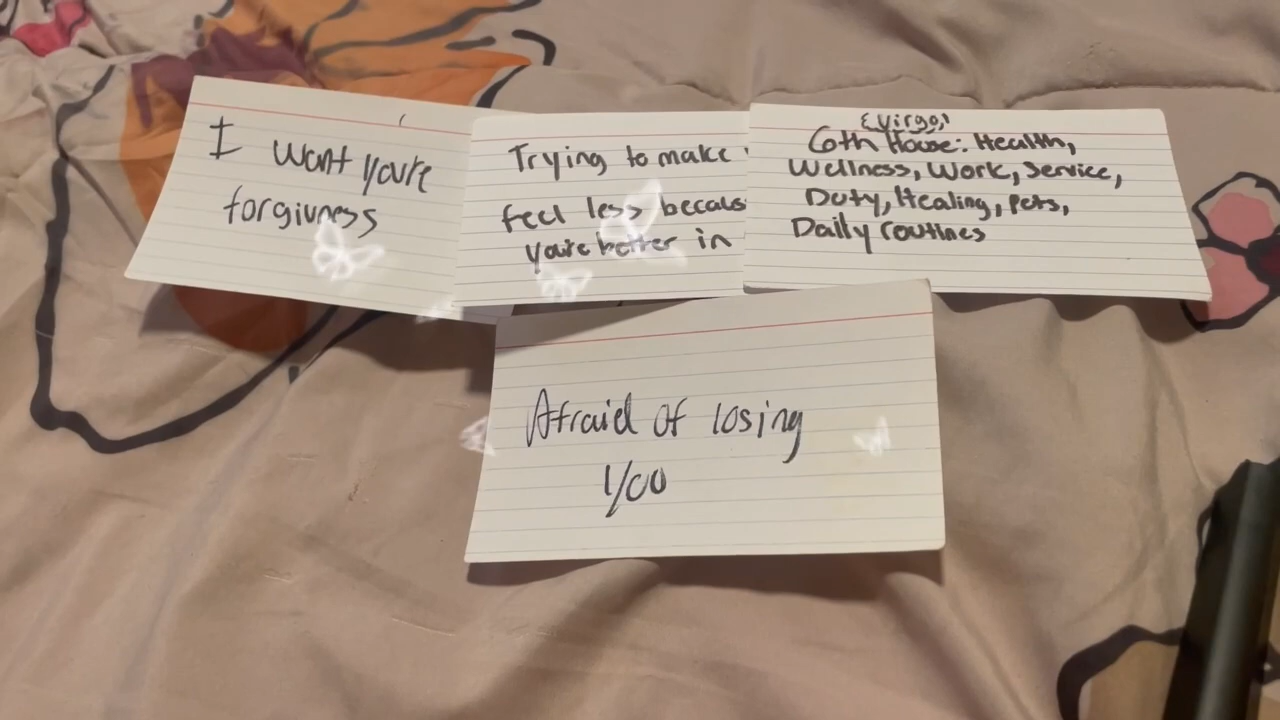 I want you're
forgivness
Trying to make
feel less becaus
you're better in
(Virgo)
6th House: Health,
Wellness, Work, Service,
Duty, Healing, Pets,
Daily routines
Afraid of losing
you